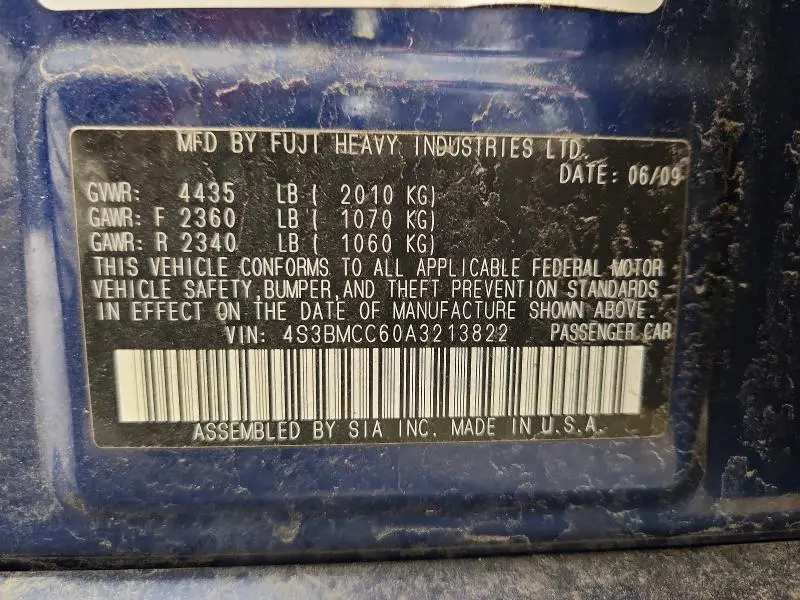 MFD BY FUJI HEAVY INDUSTRIES LTD.
DATE: 06/09
GVWR: 4435 LB ( 2010 KG)
GAWR: F 2360 LB ( 1070 KG)
GAWR: R 2340 LB ( 1060 KG)
THIS VEHICLE CONFORMS TO ALL APPLICABLE FEDERAL MOTOR
VEHICLE SAFETY, BUMPER, AND THEFT PREVENTION STANDARDS
IN EFFECT ON THE DATE OF MANUFACTURE SHOWN ABOVE.
VIN: 4S3BMCC60A3213822 PASSENGER CAR
ASSEMBLED BY SIA INC. MADE IN U.S.A.